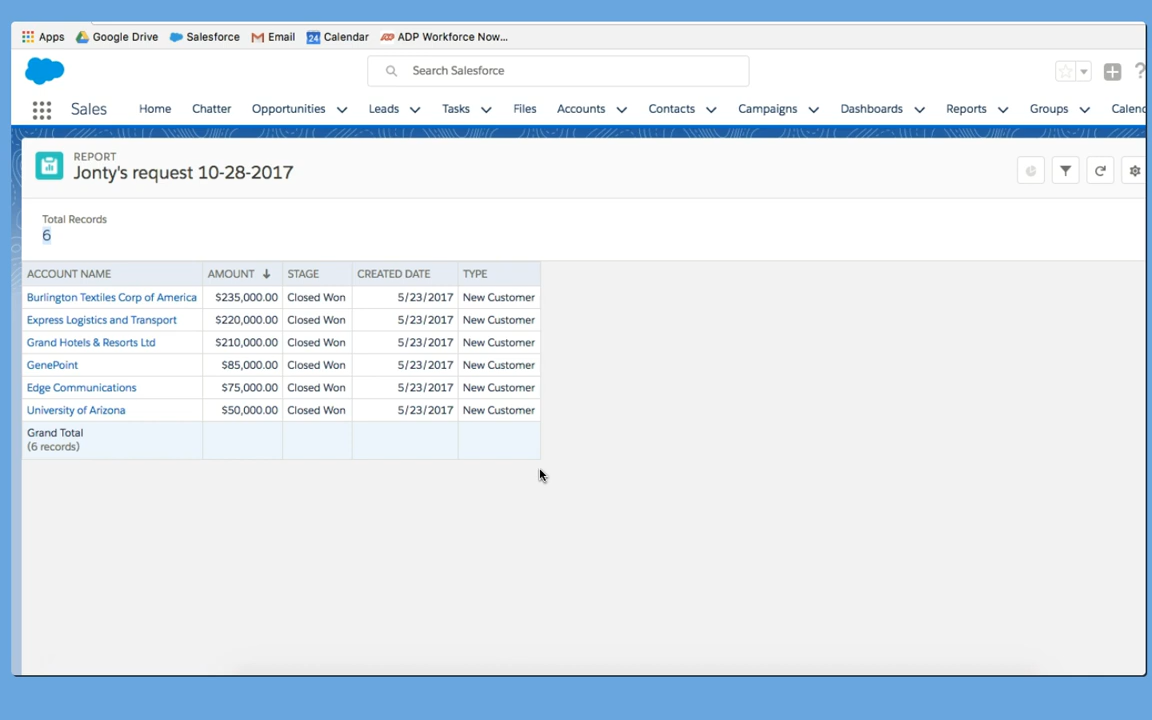 Apps Google Drive Salesforce Email 24 Calendar ADP Workforce Now...
Search Salesforce
Sales Home Chatter Opportunities Leads Tasks Files Accounts Contacts Campaigns Dashboards Reports Groups Calenc
REPORT
Jonty's request 10-28-2017
Total Records
6
ACCOUNT NAME AMOUNT STAGE CREATED DATE TYPE
Burlington Textiles Corp of America $235,000.00 Closed Won 5/23/2017 New Customer
Express Logistics and Transport $220,000.00 Closed Won 5/23/2017 New Customer
Grand Hotels & Resorts Ltd $210,000.00 Closed Won 5/23/2017 New Customer
GenePoint $85,000.00 Closed Won 5/23/2017 New Customer
Edge Communications $75,000.00 Closed Won 5/23/2017 New Customer
University of Arizona $50,000.00 Closed Won 5/23/2017 New Customer
Grand Total
(6 records)